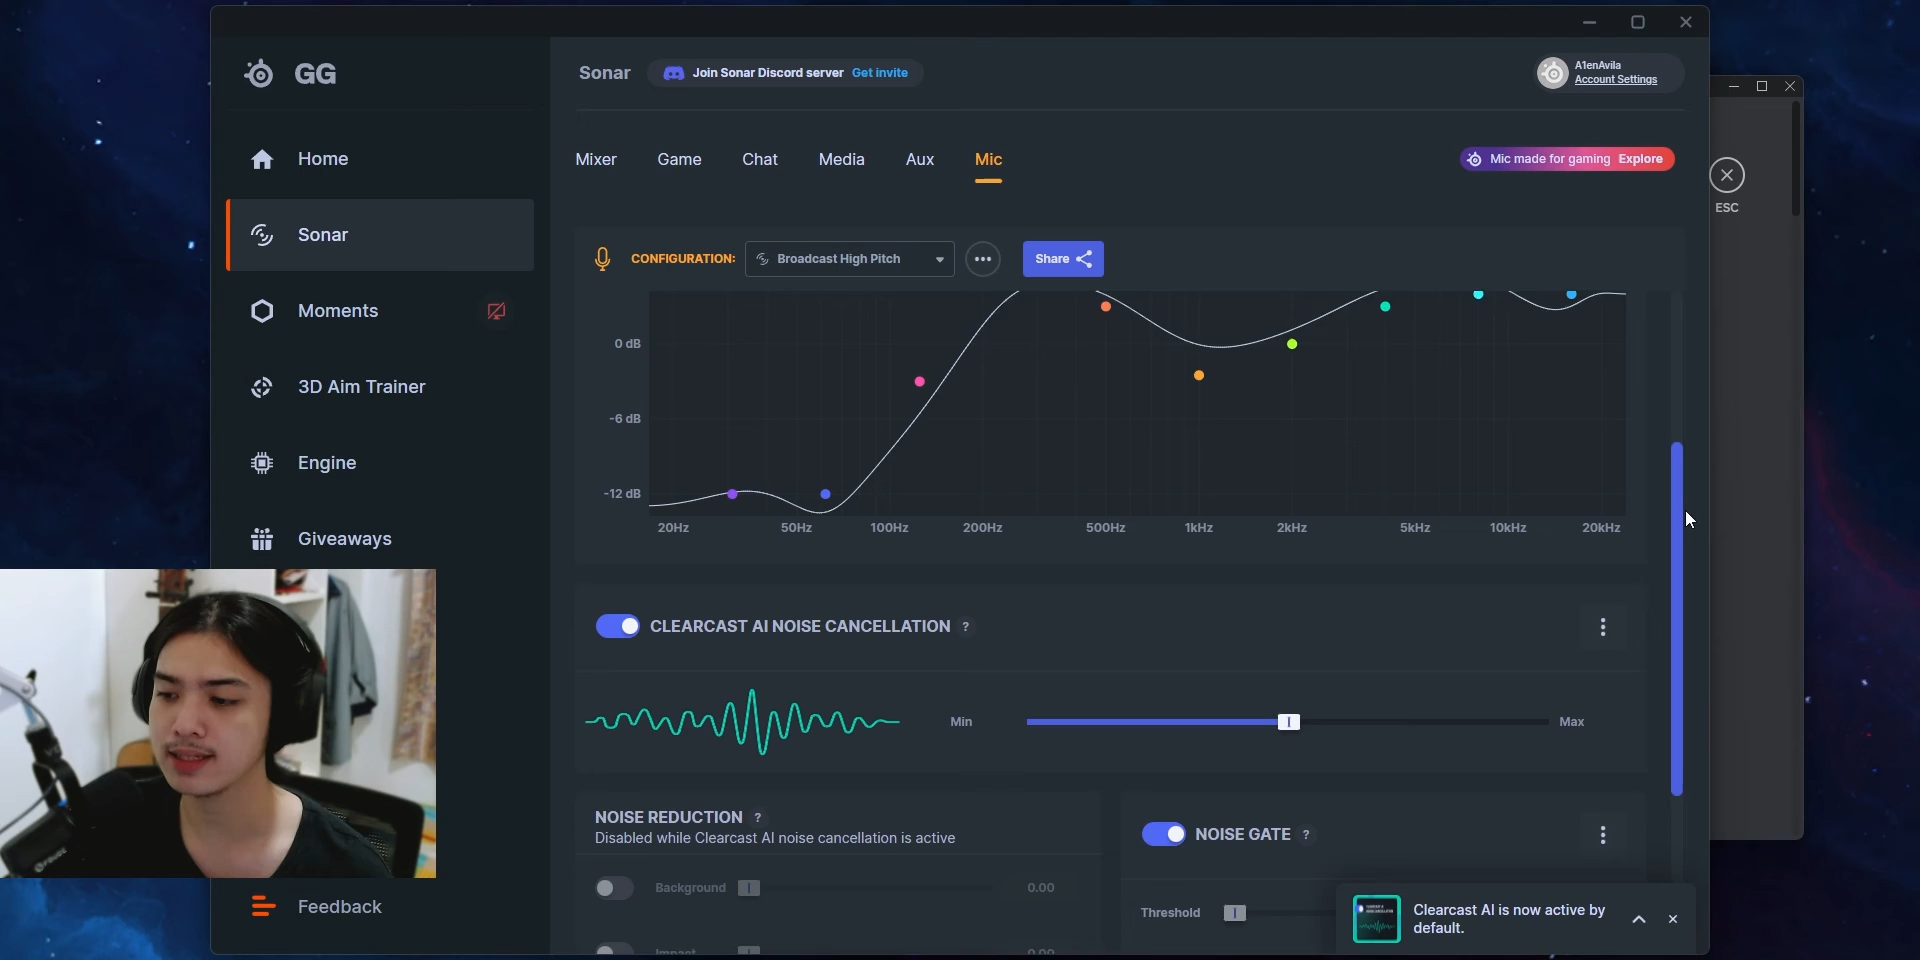 GG
Sonar
Join Sonar Discord server Get invite
A1enAvila
Account Settings
Home
Sonar
Moments
3D Aim Trainer
Engine
Giveaways
Feedback
Mixer Game Chat Media Aux Mic
Mic made for gaming Explore
ESC
CONFIGURATION: Broadcast High Pitch Share
0 dB
-6 dB
-12 dB
20Hz 50Hz 100Hz 200Hz 500Hz 1kHz 2kHz 5kHz 10kHz 20kHz
CLEARCAST AI NOISE CANCELLATION ?
Min Max
NOISE REDUCTION ?
Disabled while Clearcast AI noise cancellation is active
Background 0.00
Impact 0.00
NOISE GATE ?
Threshold
Clearcast AI is now active by
default.